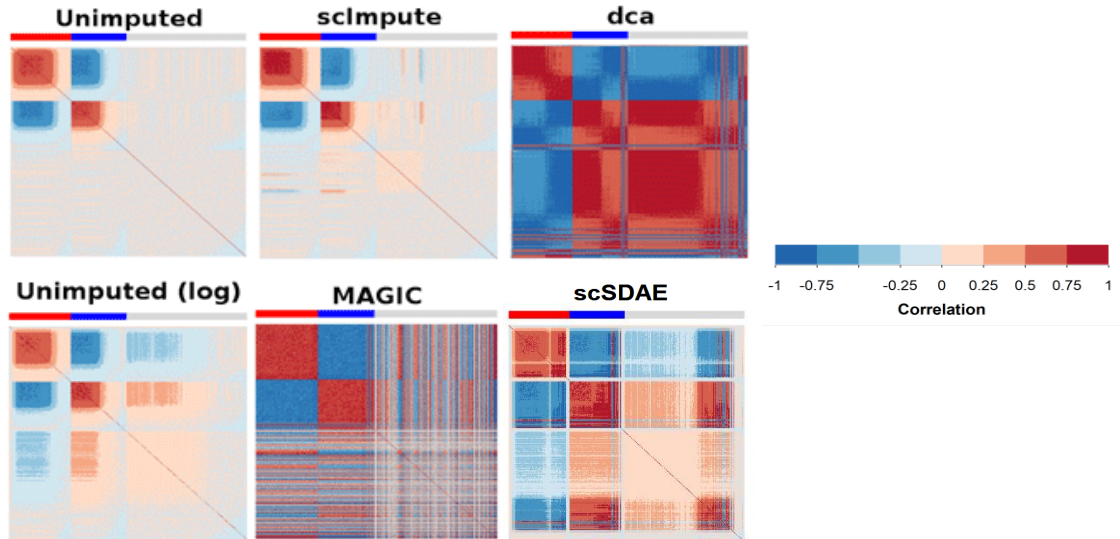 Unimputed
scImpute
dca
Unimputed (log)
MAGIC
scSDAE
-1 -0.75 -0.25 0 0.25 0.5 0.75 1
Correlation